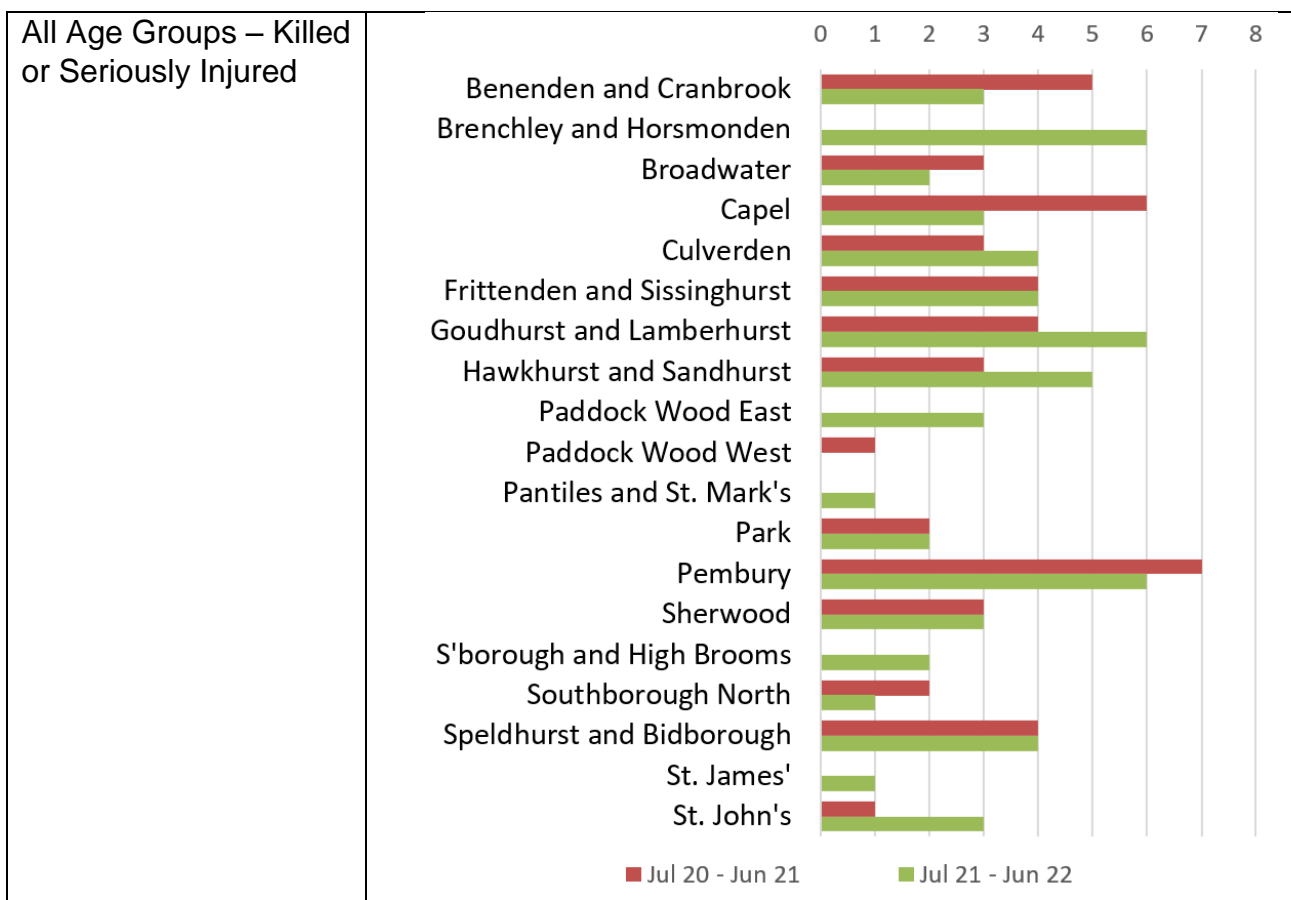 All Age Groups – Killed
or Seriously Injured
0 1 2 3 4 5 6 7 8
Benenden and Cranbrook
Brenchley and Horsmonden
Broadwater
Capel
Culverden
Frittenden and Sissinghurst
Goudhurst and Lamberhurst
Hawkhurst and Sandhurst
Paddock Wood East
Paddock Wood West
Pantiles and St. Mark's
Park
Pembury
Sherwood
S'borough and High Brooms
Southborough North
Speldhurst and Bidborough
St. James'
St. John's
Jul 20 - Jun 21 Jul 21 - Jun 22